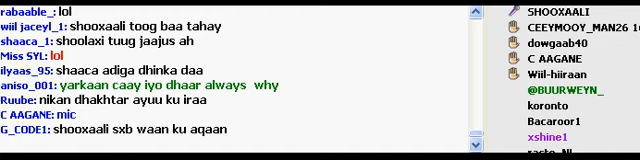 rabaable_: lol
wiil jaceyl_1: shooxaali toog baa tahay
shaaca_1: shoolaxi tuug jaajus ah
Miss SYL: lol
ilyaas_95: shaaca adiga dhinka daa
aniso_001: yarkaan caay iyo dhaar always why
Ruube: nikan dhakhtar ayuu ku iraa
C AAGANE: mic
G_CODE1: shooxaali sxb waan ku aqaan
SHOOXAALI
CEEYMOOY_MAN26
dowgaab40
C AAGANE
Wiil-hiiraan
@BUURWEYN_
koronto
Bacaroor1
xshine1